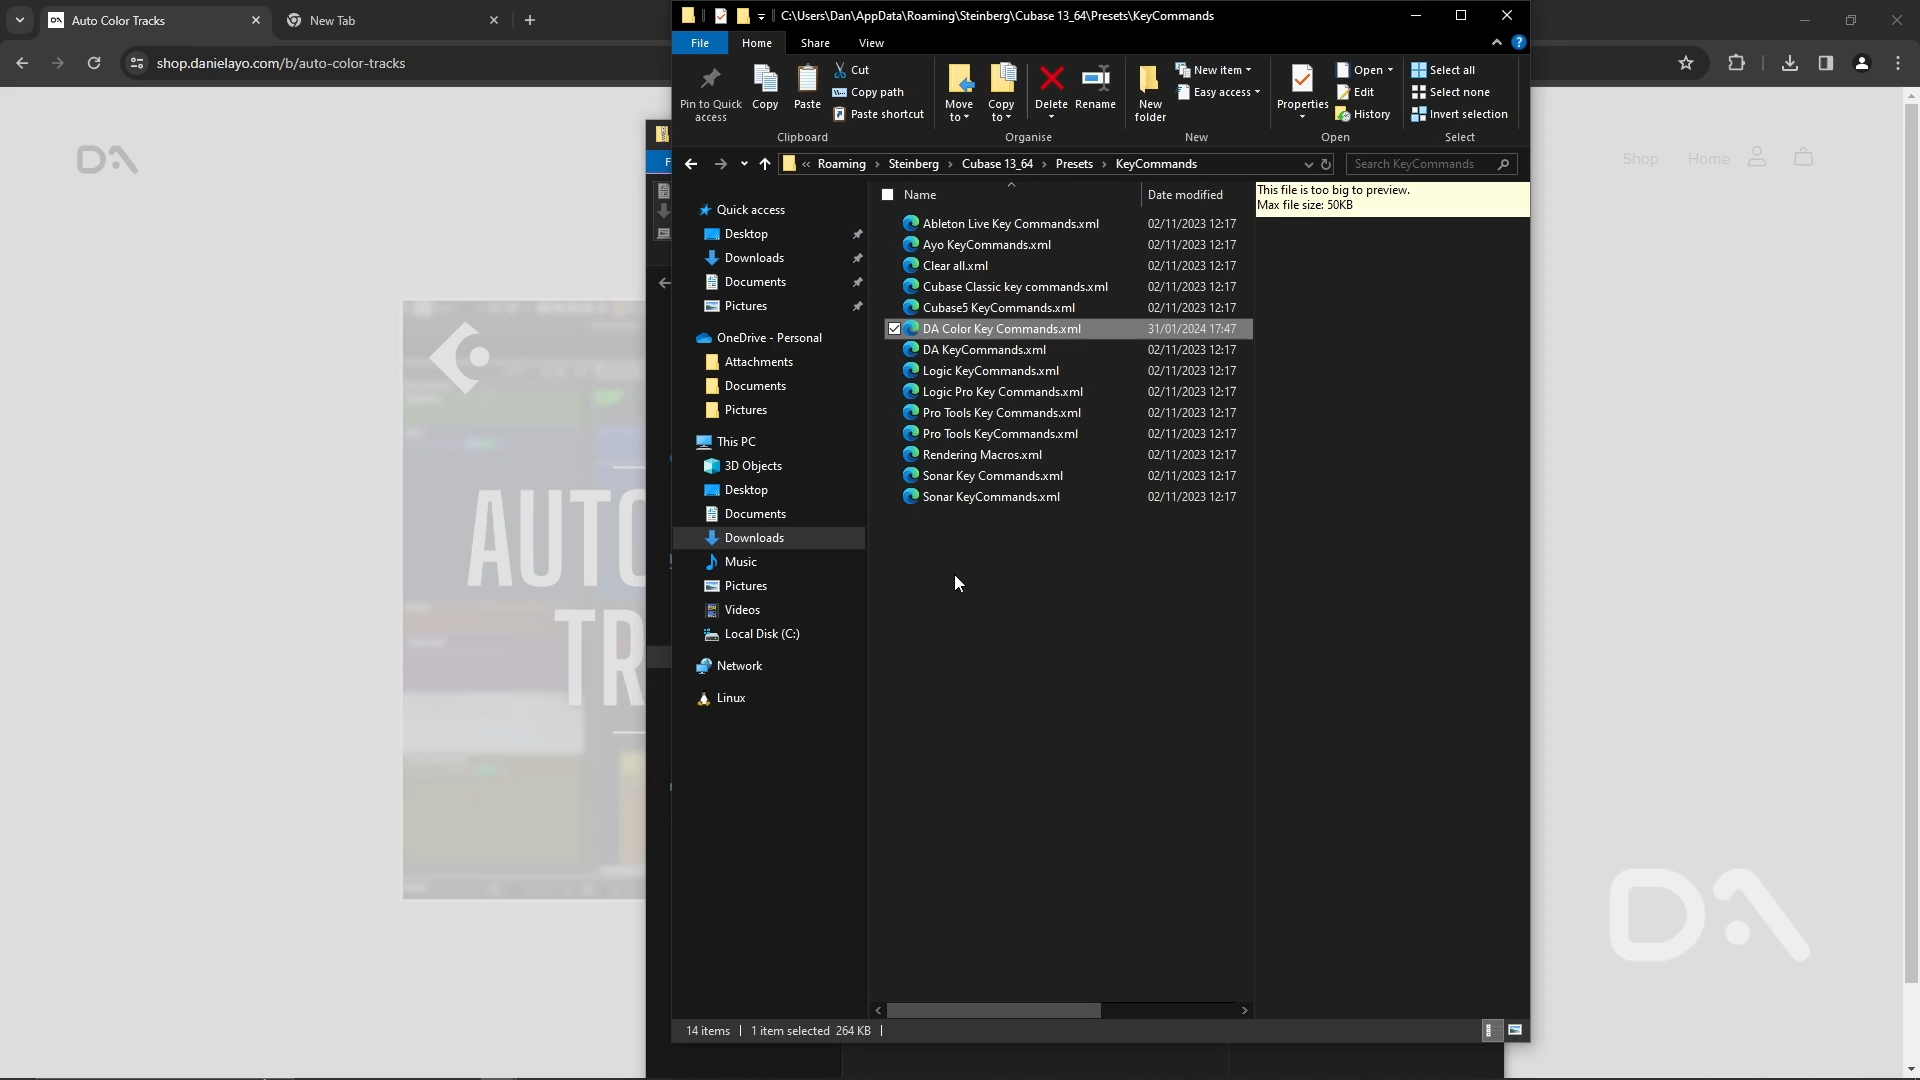 Auto Color Tracks
New Tab
C:\Users\Dan\AppData\Roaming\Steinberg\Cubase 13_64\Presets\KeyCommands
shop.danielayo.com/b/auto-color-tracks
File Home Share View
Pin to Quick access
Copy
Paste
Cut
Copy path
Paste shortcut
Clipboard
Move to
Copy to
Delete
Rename
Organise
New folder
New item
Easy access
New
Properties
Open
Edit
History
Open
Select all
Select none
Invert selection
Select
« Roaming > Steinberg > Cubase 13_64 > Presets > KeyCommands
Search KeyCommands
DA
Shop Home
Quick access
Desktop
Downloads
Documents
Pictures
OneDrive - Personal
Attachments
Documents
Pictures
This PC
3D Objects
Desktop
Documents
Downloads
Music
Pictures
Videos
Local Disk (C:)
Network
Linux
Name Date modified
Ableton Live Key Commands.xml 02/11/2023 12:17
Ayo KeyCommands.xml 02/11/2023 12:17
Clear all.xml 02/11/2023 12:17
Cubase Classic key commands.xml 02/11/2023 12:17
Cubase5 KeyCommands.xml 02/11/2023 12:17
DA Color Key Commands.xml 31/01/2024 17:47
DA KeyCommands.xml 02/11/2023 12:17
Logic KeyCommands.xml 02/11/2023 12:17
Logic Pro Key Commands.xml 02/11/2023 12:17
Pro Tools Key Commands.xml 02/11/2023 12:17
Pro Tools KeyCommands.xml 02/11/2023 12:17
Rendering Macros.xml 02/11/2023 12:17
Sonar Key Commands.xml 02/11/2023 12:17
Sonar KeyCommands.xml 02/11/2023 12:17
This file is too big to preview.
Max file size: 50KB
AUTO
TR
DA
14 items 1 item selected 264 KB